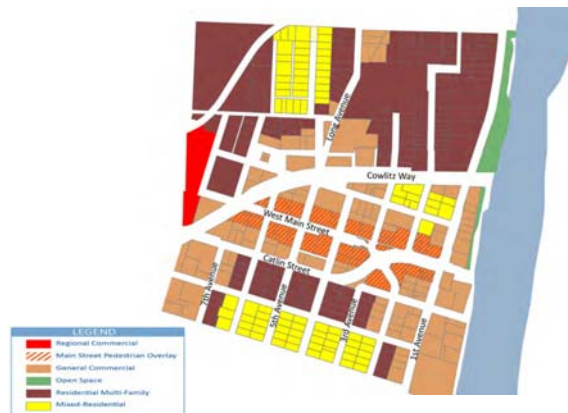 Long Avenue
Cowlitz Way
West Main Street
Catlin Street
7th Avenue
5th Avenue
3rd Avenue
1st Avenue
LEGEND
Regional Commercial
Main Street Pedestrian Overlay
General Commercial
Open Space
Residential Multi-Family
Mixed-Residential